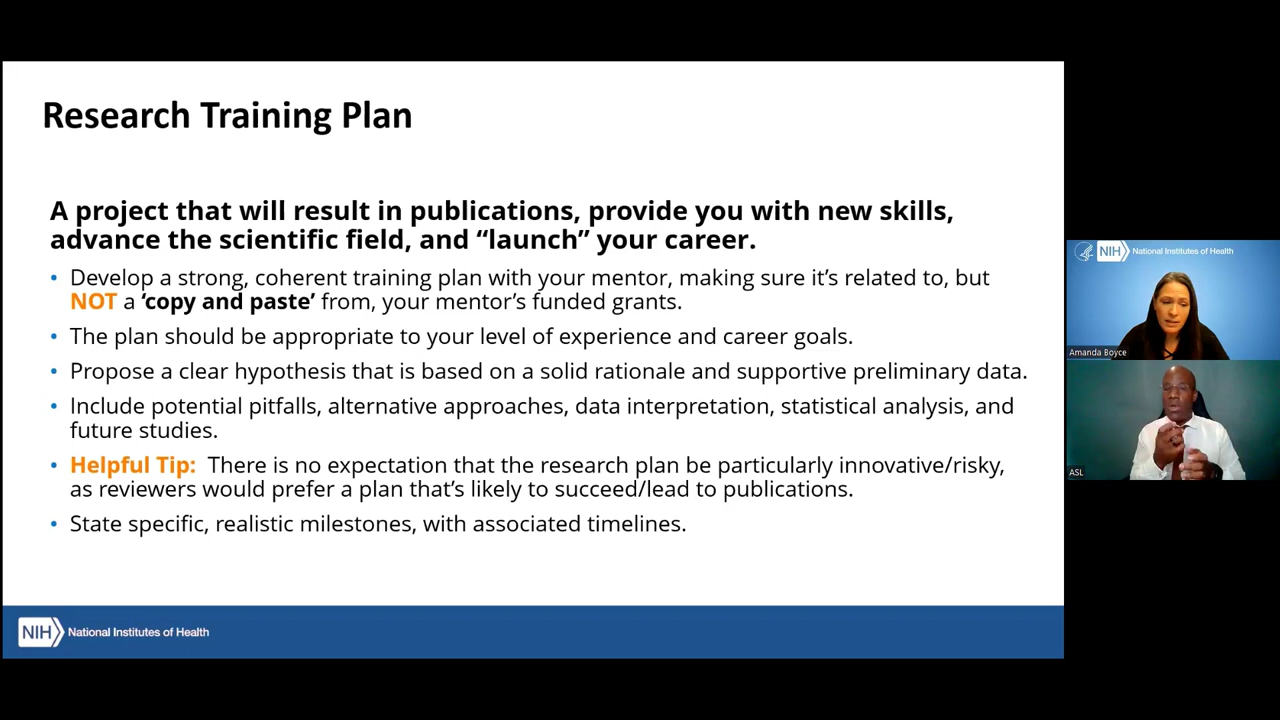 Research Training Plan
A project that will result in publications, provide you with new skills,
advance the scientific field, and “launch” your career.
• Develop a strong, coherent training plan with your mentor, making sure it’s related to, but
NOT a ‘copy and paste’ from, your mentor’s funded grants.
• The plan should be appropriate to your level of experience and career goals.
• Propose a clear hypothesis that is based on a solid rationale and supportive preliminary data.
• Include potential pitfalls, alternative approaches, data interpretation, statistical analysis, and
future studies.
• Helpful Tip: There is no expectation that the research plan be particularly innovative/risky,
as reviewers would prefer a plan that’s likely to succeed/lead to publications.
• State specific, realistic milestones, with associated timelines.
NIH National Institutes of Health
NIH National Institutes of Health
Amanda Boyce
ASL